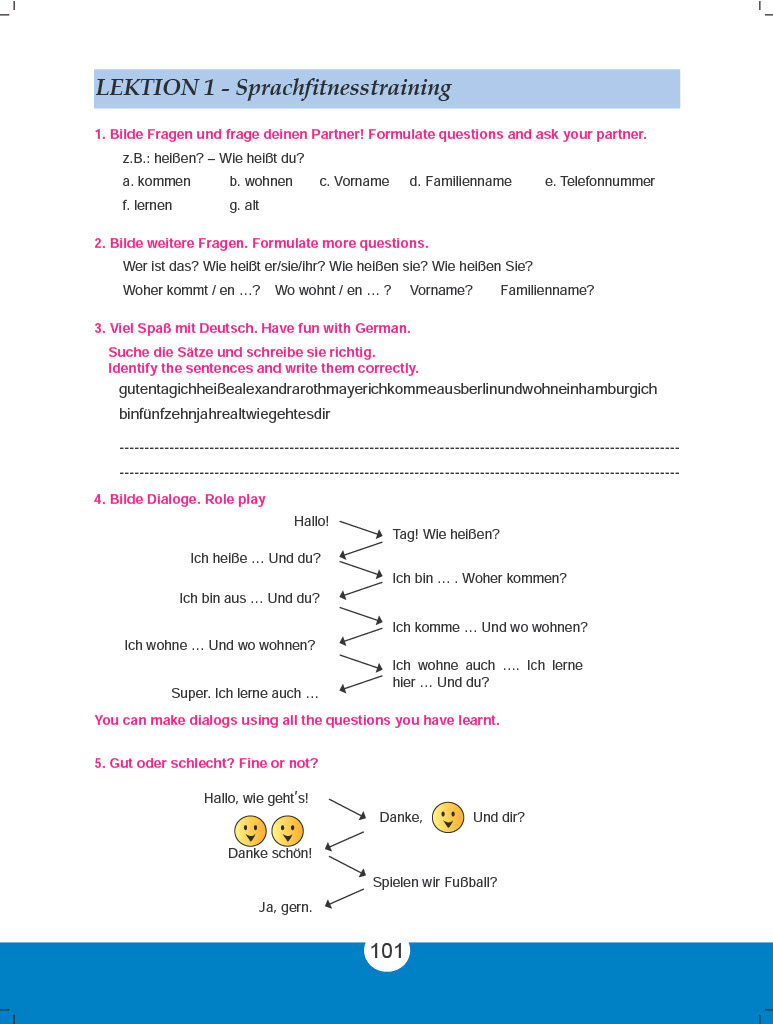 LEKTION 1 - Sprachfitnesstraining
1. Bilde Fragen und frage deinen Partner! Formulate questions and ask your partner.
z.B.: heißen? – Wie heißt du?
a. kommen b. wohnen c. Vorname d. Familienname e. Telefonnummer
f. lernen g. alt
2. Bilde weitere Fragen. Formulate more questions.
Wer ist das? Wie heißt er/sie/ihr? Wie heißen sie? Wie heißen Sie?
Woher kommt / en …? Wo wohnt / en … ? Vorname? Familienname?
3. Viel Spaß mit Deutsch. Have fun with German.
Suche die Sätze und schreibe sie richtig.
Identify the sentences and write them correctly.
gutentagichheißealexandrarothmayerichkommeausberlinundwohneinhamburgich
binfünfzehnjahrealtwiegehtesdir
4. Bilde Dialoge. Role play
Hallo!
Tag! Wie heißen?
Ich heiße … Und du?
Ich bin … . Woher kommen?
Ich bin aus … Und du?
Ich komme … Und wo wohnen?
Ich wohne … Und wo wohnen?
Ich wohne auch …. Ich lerne
hier … Und du?
Super. Ich lerne auch …
You can make dialogs using all the questions you have learnt.
5. Gut oder schlecht? Fine or not?
Hallo, wie geht's!
Danke, Und dir?
Danke schön!
Spielen wir Fußball?
Ja, gern.
101